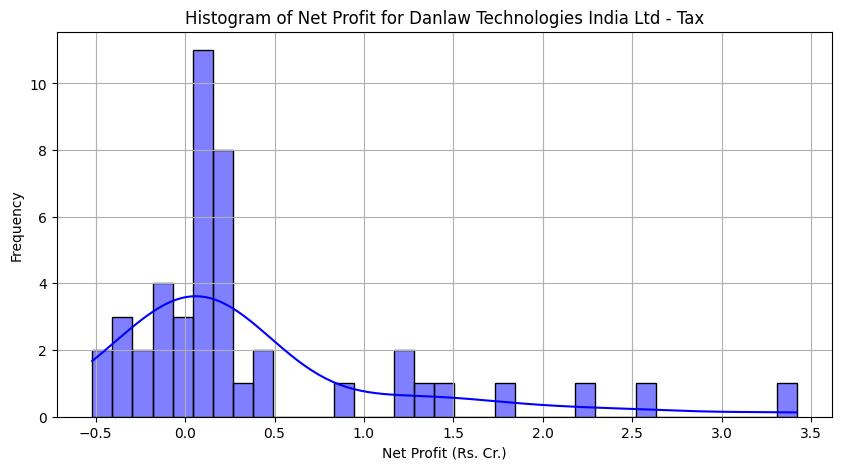 Histogram of Net Profit for Danlaw Technologies India Ltd - Tax
Frequency
10
8
6
4
2
0
−0.5 0.0 0.5 1.0 1.5 2.0 2.5 3.0 3.5
Net Profit (Rs. Cr.)